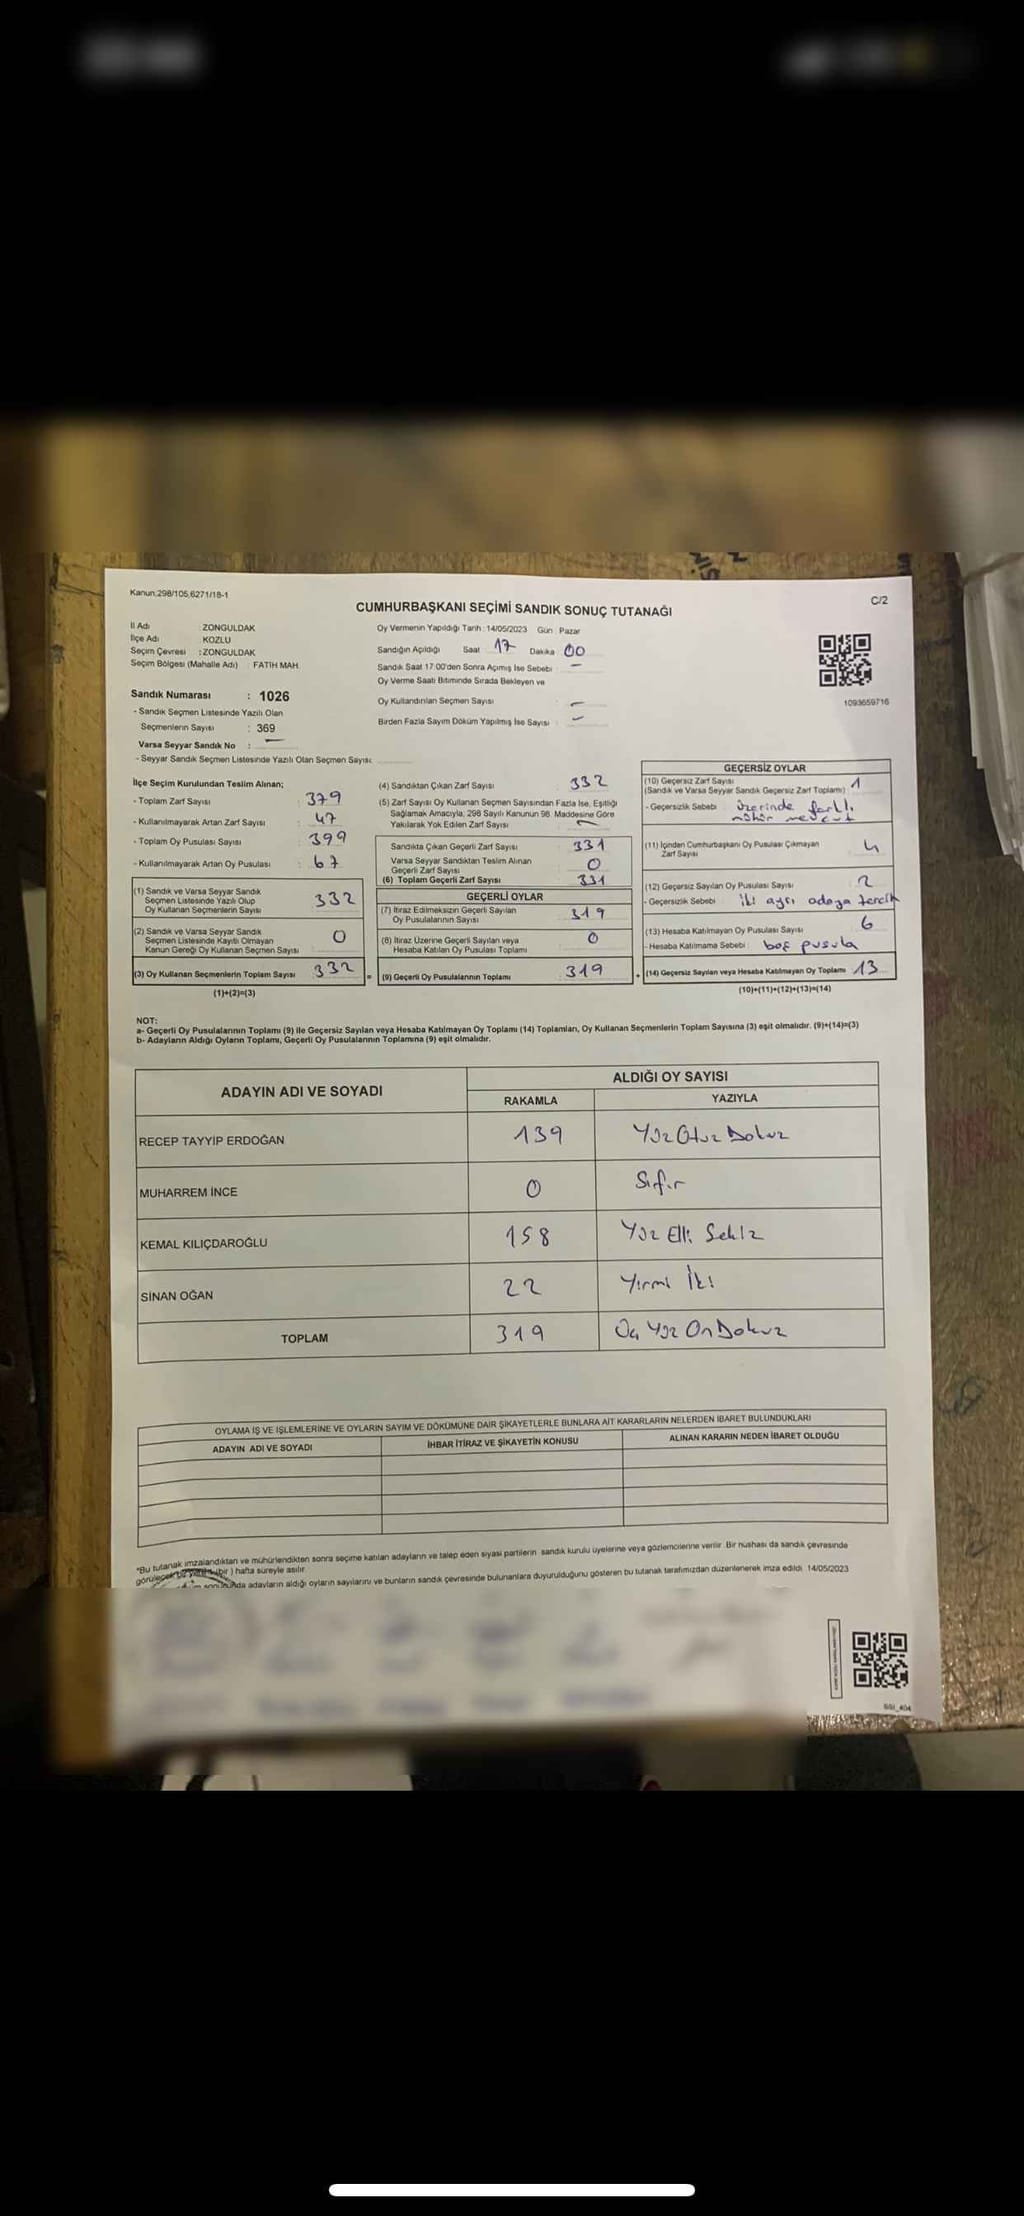 Kanun;298/105,6271/18-1
C/2
CUMHURBAŞKANI SEÇİMİ SANDIK SONUÇ TUTANAĞI
İl Adı : ZONGULDAK
İlçe Adı : KOZLU
Seçim Çevresi : ZONGULDAK
Seçim Bölgesi (Mahalle Adı) : FATİH MAH.
Sandık Numarası : 1026
- Sandık Seçmen Listesinde Yazılı Olan
Seçmenlerin Sayısı : 369
Varsa Seyyar Sandık No : —
- Seyyar Sandık Seçmen Listesinde Yazılı Olan Seçmen Sayısı:
Oy Vermenin Yapıldığı Tarih : 14/05/2023 Gün : Pazar
Sandığın Açıldığı Saat 17 Dakika 00
Sandık Saat 17:00'den Sonra Açımış İse Sebebi : —
Oy Verme Saati Bitiminde Sırada Bekleyen ve
Oy Kullandırılan Seçmen Sayısı : —
Birden Fazla Sayım Döküm Yapılmış İse Sayısı : —
1093659716
İlçe Seçim Kurulundan Teslim Alınan;
- Toplam Zarf Sayısı : 379
- Kullanılmayarak Artan Zarf Sayısı : 47
- Toplam Oy Pusulası Sayısı : 399
- Kullanılmayarak Artan Oy Pusulası : 67
(1) Sandık ve Varsa Seyyar Sandık
Seçmen Listesinde Yazılı Olup
Oy Kullanan Seçmenlerin Sayısı 332
(2) Sandık ve Varsa Seyyar Sandık
Seçmen Listesinde Kayıtlı Olmayan
Kanun Gereği Oy Kullanan Seçmen Sayısı 0
(3) Oy Kullanan Seçmenlerin Toplam Sayısı 332
(1)+(2)=(3)
(4) Sandıktan Çıkan Zarf Sayısı : 332
(5) Zarf Sayısı Oy Kullanan Seçmen Sayısından Fazla İse, Eşitliği
Sağlamak Amacıyla, 298 Sayılı Kanunun 98. Maddesine Göre
Yakılarak Yok Edilen Zarf Sayısı : —
Sandıkta Çıkan Geçerli Zarf Sayısı : 331
Varsa Seyyar Sandıktan Teslim Alınan
Geçerli Zarf Sayısı : 0
(6) Toplam Geçerli Zarf Sayısı : 331
GEÇERLİ OYLAR
(7) İtiraz Edilmeksizin Geçerli Sayılan
Oy Pusulalarının Sayısı : 319
(8) İtiraz Üzerine Geçerli Sayılan veya
Hesaba Katılan Oy Pusulası Toplamı : 0
= (9) Geçerli Oy Pusulalarının Toplamı : 319
GEÇERSİZ OYLAR
(10) Geçersiz Zarf Sayısı : 1
(Sandık ve Varsa Seyyar Sandık Geçersiz Zarf Toplamı)
- Geçersizlik Sebebi : üzerinde farklı
mühür mevcut
(11) İçinden Cumhurbaşkanı Oy Pusulası Çıkmayan
Zarf Sayısı : 4
(12) Geçersiz Sayılan Oy Pusulası Sayısı : 2
- Geçersizlik Sebebi : iki ayrı adaya tercih
(13) Hesaba Katılmayan Oy Pusulası Sayısı : 6
- Hesaba Katılmama Sebebi : boş pusula
+ (14) Geçersiz Sayılan veya Hesaba Katılmayan Oy Toplamı 13
(10)+(11)+(12)+(13)=(14)
NOT:
a- Geçerli Oy Pusulalarının Toplamı (9) ile Geçersiz Sayılan veya Hesaba Katılmayan Oy Toplamı (14) Toplamları, Oy Kullanan Seçmenlerin Toplam Sayısına (3) eşit olmalıdır. (9)+(14)=(3)
b- Adayların Aldığı Oyların Toplamı, Geçerli Oy Pusulalarının Toplamına (9) eşit olmalıdır.
ADAYIN ADI VE SOYADI
ALDIĞI OY SAYISI
RAKAMLA YAZIYLA
RECEP TAYYİP ERDOĞAN 139 Yüz Otuz Dokuz
MUHARREM İNCE 0 Sıfır
KEMAL KILIÇDAROĞLU 158 Yüz Elli Sekiz
SİNAN OĞAN 22 Yirmi İki
TOPLAM 319 Üç Yüz On Dokuz
OYLAMA İŞ VE İŞLEMLERİNE VE OYLARIN SAYIM VE DÖKÜMÜNE DAİR ŞİKAYETLERLE BUNLARA AİT KARARLARIN NELERDEN İBARET BULUNDUKLARI
ADAYIN ADI VE SOYADI İHBAR İTİRAZ VE ŞİKAYETİN KONUSU ALINAN KARARIN NEDEN İBARET OLDUĞU
*Bu tutanak imzalandıktan ve mühürlendikten sonra seçime katılan adayların ve talep eden siyasi partilerin sandık kurulu üyelerine veya gözlemcilerine verilir. Bir nüshası da sandık çevresinde
görülecek bir (bir) hafta süreyle asılır.
adayların aldığı oyların sayılarını ve bunların sandık çevresinde bulunanlara duyurulduğunu gösteren bu tutanak tarafımızdan düzenlenerek imza edildi. 14/05/2023